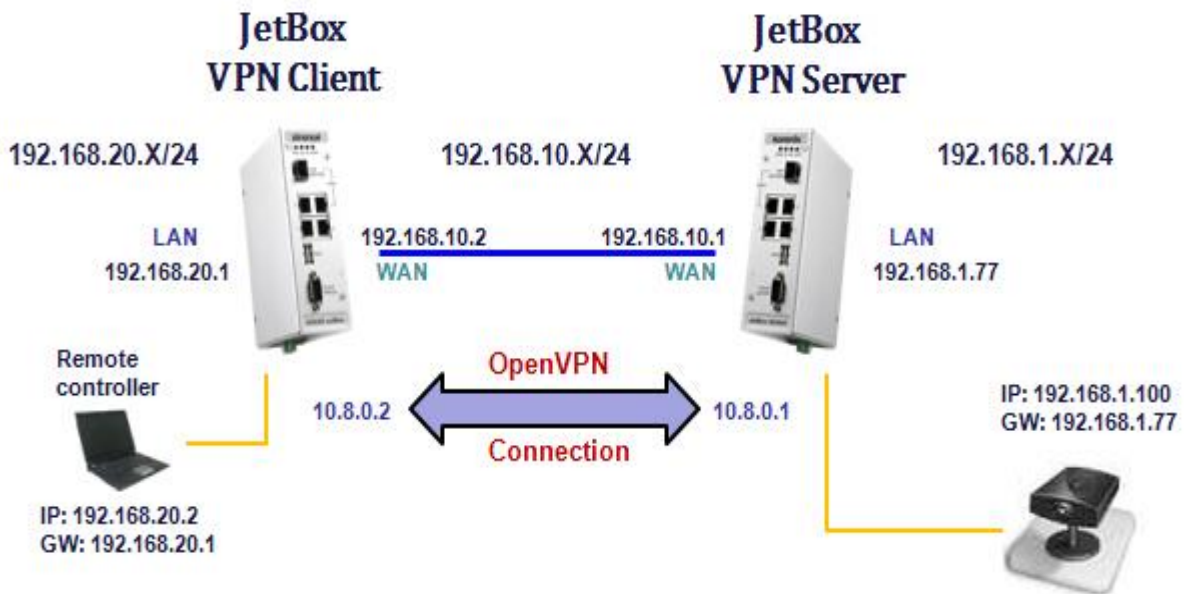 JetBox
VPN Client
JetBox
VPN Server
192.168.20.X/24
192.168.10.X/24
192.168.1.X/24
LAN
192.168.20.1
192.168.10.2
WAN
192.168.10.1
WAN
LAN
192.168.1.77
Remote
controller
OpenVPN
10.8.0.2
10.8.0.1
Connection
IP: 192.168.1.100
GW: 192.168.1.77
IP: 192.168.20.2
GW: 192.168.20.1